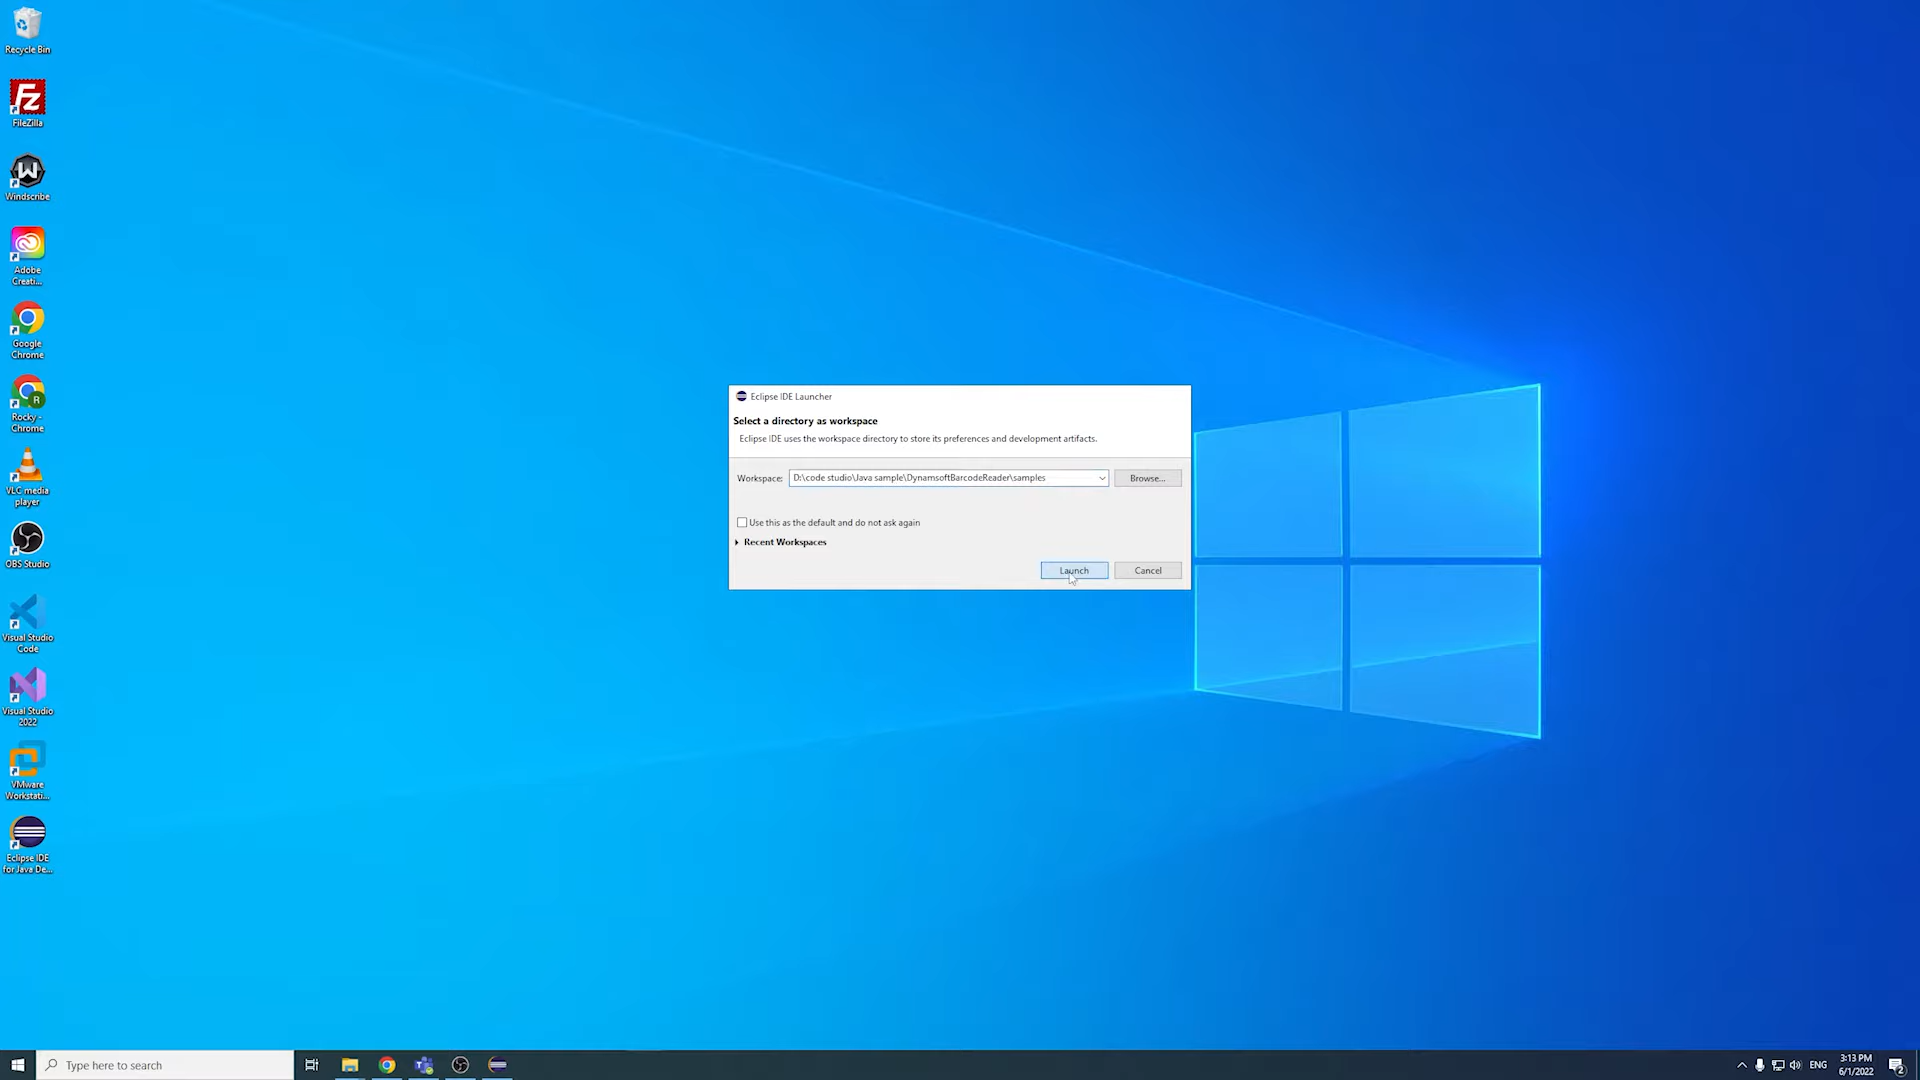 Recycle Bin
FileZilla
Windscribe
Adobe
Creati...
Google
Chrome
Rocky -
Chrome
VLC media
player
OBS Studio
Visual Studio
Code
Visual Studio
2022
VMware
Workstati...
Eclipse IDE
for Java De...
Eclipse IDE Launcher
Select a directory as workspace
Eclipse IDE uses the workspace directory to store its preferences and development artifacts.
Workspace: D:\code studio\Java sample\DynamsoftBarcodeReader\samples Browse...
Use this as the default and do not ask again
Recent Workspaces
Launch Cancel
Type here to search
ENG
3:13 PM
6/1/2022
2